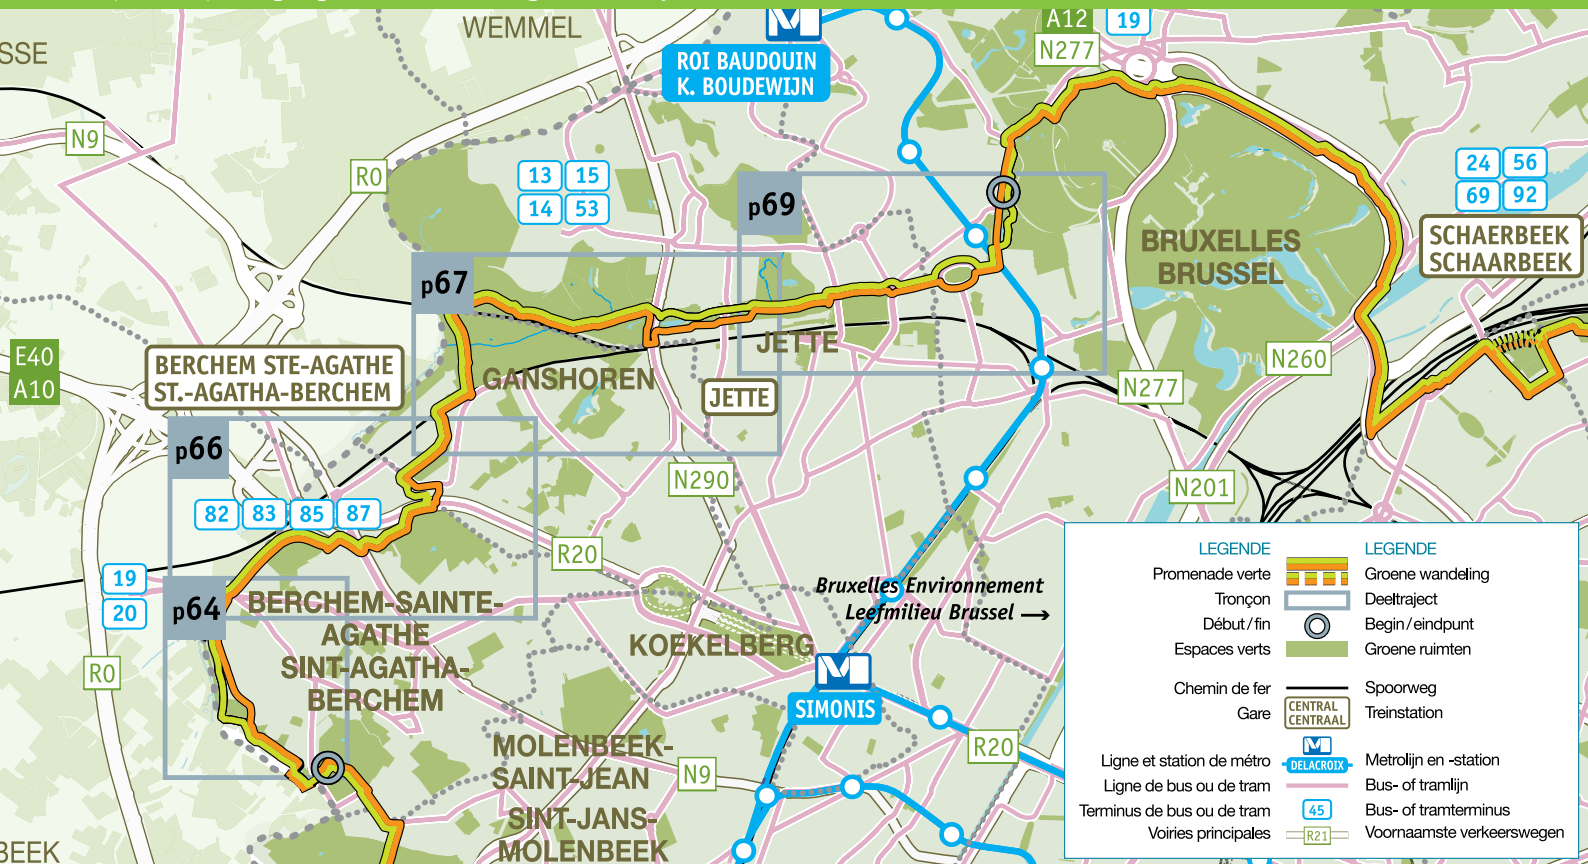 WEMMEL
SSE
ROI BAUDOUIN
K. BOUDEWIJN
A12
N277
19
N9
R0
13 15
14 53
24 56
69 92
p69
SCHAERBEEK
SCHAARBEEK
BRUXELLES
BRUSSEL
p67
JETTE
E40
A10
BERCHEM STE-AGATHE
ST.-AGATHA-BERCHEM
GANSHOREN
JETTE
N260
N277
p66
N290
N201
82 83 85 87
R20
19
20
p64
BERCHEM-SAINTE-
AGATHE
SINT-AGATHA-
BERCHEM
Bruxelles Environnement
Leefmilieu Brussel →
KOEKELBERG
R0
SIMONIS
R20
MOLENBEEK-
SAINT-JEAN
SINT-JANS-
MOLENBEEK
N9
BEEK
LEGENDE LEGENDE
Promenade verte Groene wandeling
Tronçon Deeltraject
Début/fin Begin/eindpunt
Espaces verts Groene ruimten
Chemin de fer Spoorweg
Gare CENTRAL CENTRAAL Treinstation
Ligne et station de métro M DELACROIX Metrolijn en -station
Ligne de bus ou de tram Bus- of tramlijn
Terminus de bus ou de tram 45 Bus- of tramterminus
Voiries principales R21 Voornaamste verkeerswegen